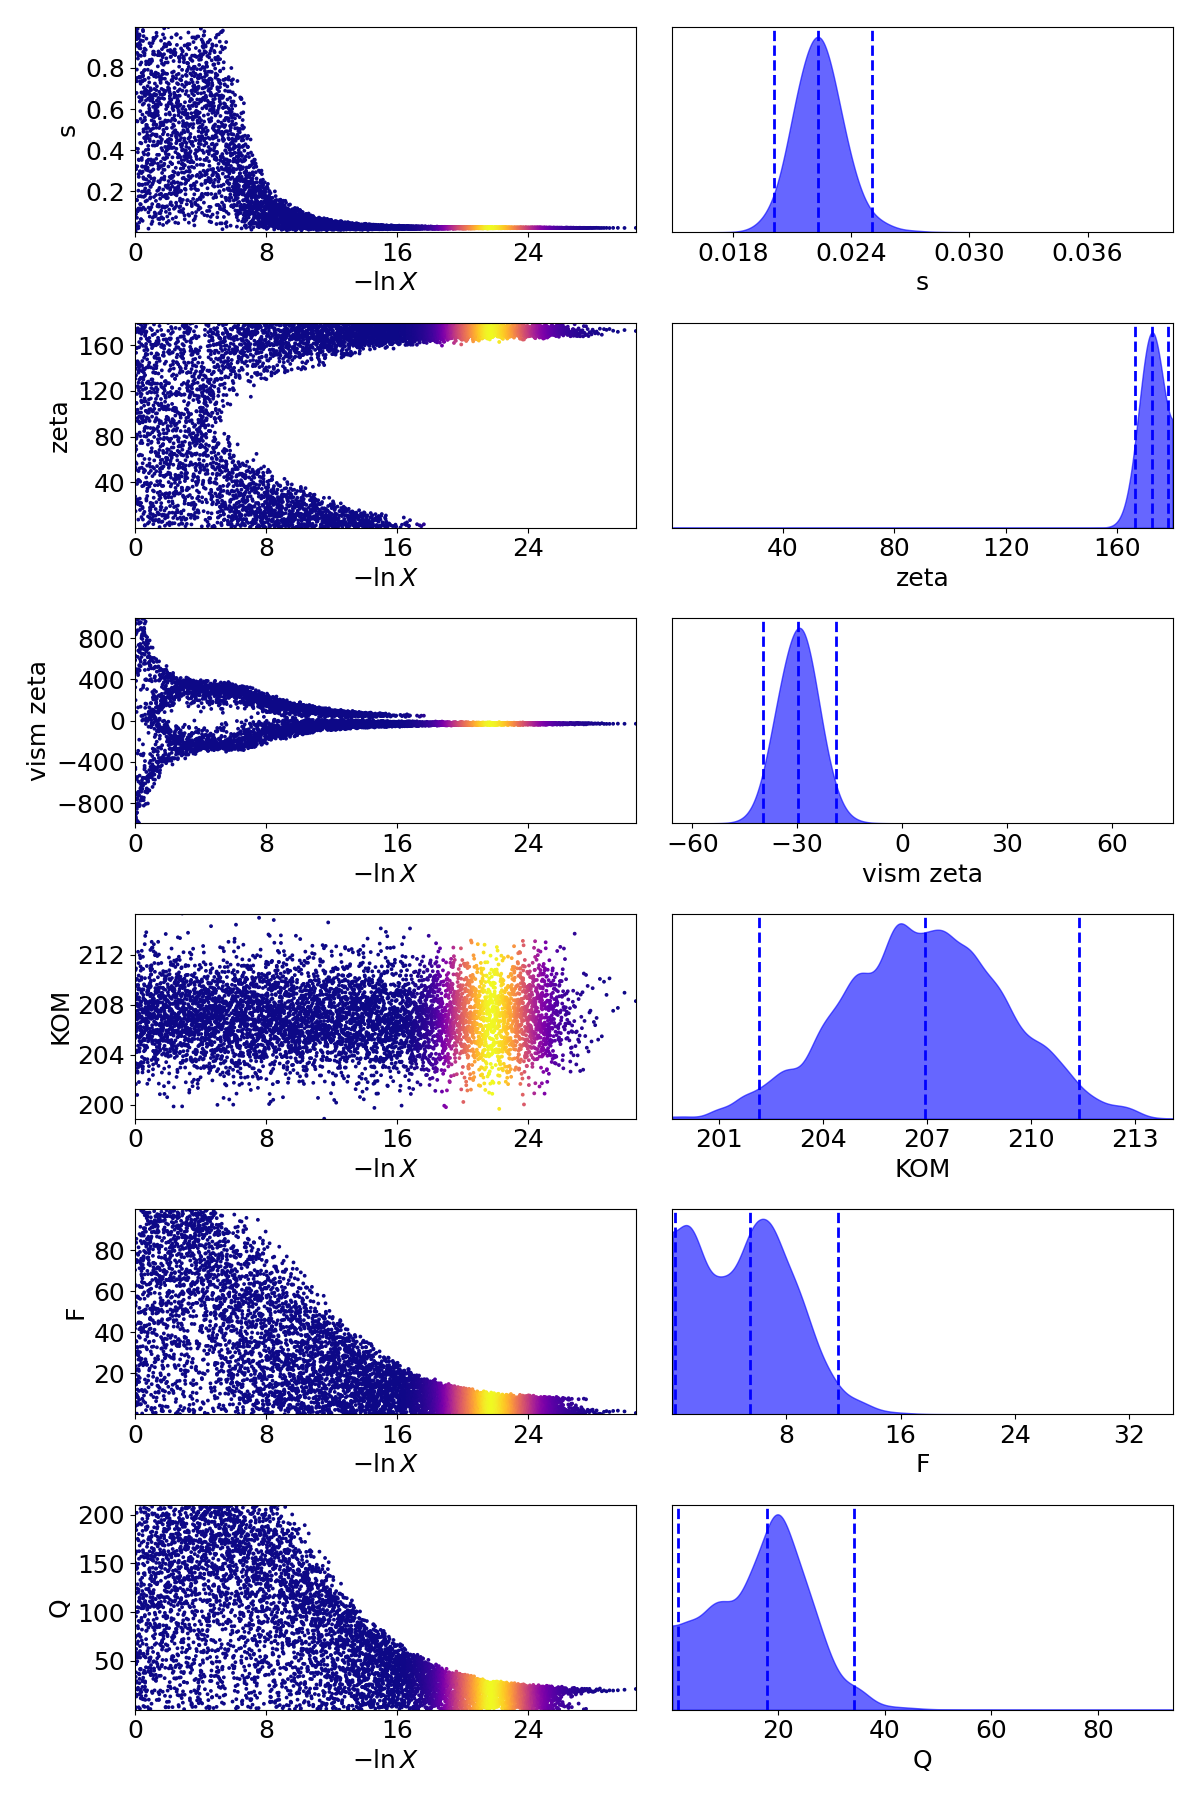 0.8
0.6
0.4
0.2
s
0 8 16 24
−ln X
0.018 0.024 0.030 0.036
s
160
120
80
40
zeta
0 8 16 24
−ln X
40 80 120 160
zeta
800
400
0
−400
−800
vism zeta
0 8 16 24
−ln X
−60 −30 0 30 60
vism zeta
212
208
204
200
KOM
0 8 16 24
−ln X
201 204 207 210 213
KOM
80
60
40
20
F
0 8 16 24
−ln X
8 16 24 32
F
200
150
100
50
Q
0 8 16 24
−ln X
20 40 60 80
Q